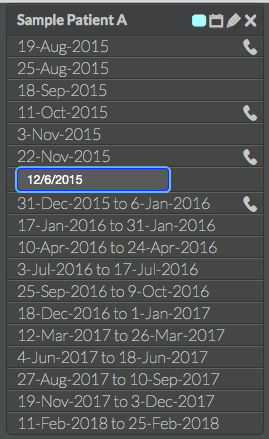 Sample Patient A
19-Aug-2015
25-Aug-2015
18-Sep-2015
11-Oct-2015
3-Nov-2015
22-Nov-2015
12/6/2015
31-Dec-2015 to 6-Jan-2016
17-Jan-2016 to 31-Jan-2016
10-Apr-2016 to 24-Apr-2016
3-Jul-2016 to 17-Jul-2016
25-Sep-2016 to 9-Oct-2016
18-Dec-2016 to 1-Jan-2017
12-Mar-2017 to 26-Mar-2017
4-Jun-2017 to 18-Jun-2017
27-Aug-2017 to 10-Sep-2017
19-Nov-2017 to 3-Dec-2017
11-Feb-2018 to 25-Feb-2018